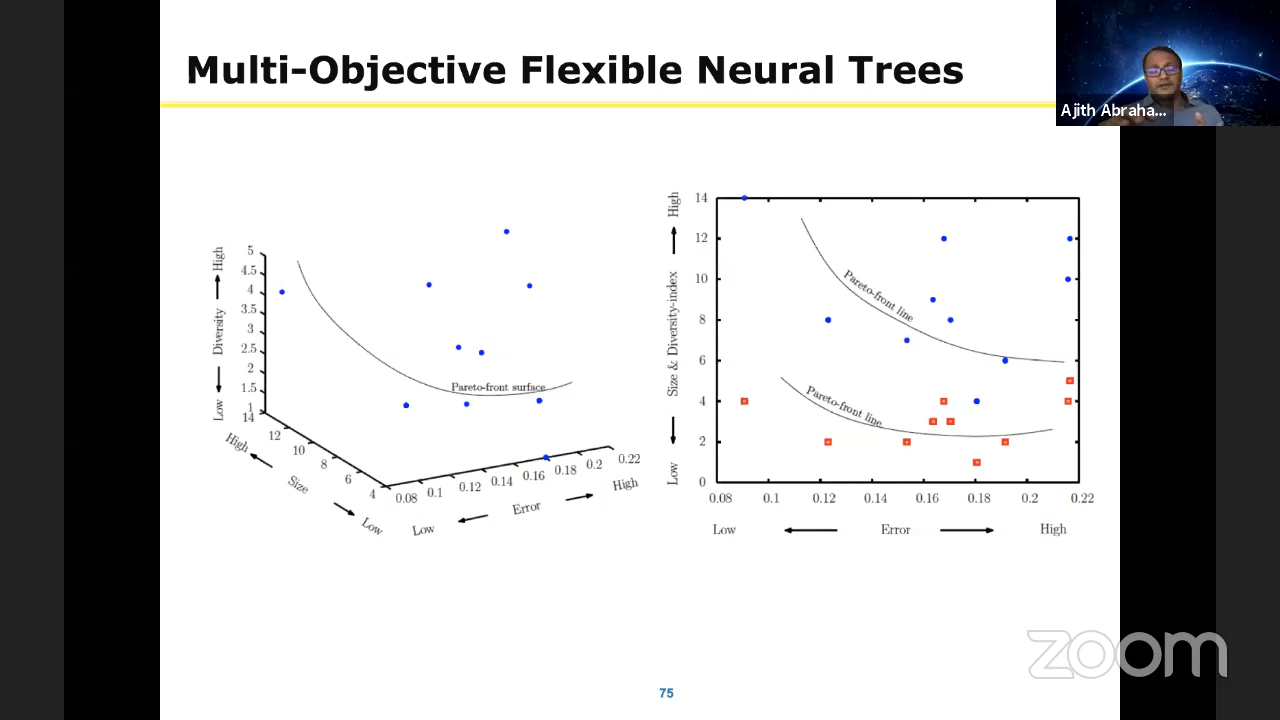 Multi-Objective Flexible Neural Trees
Ajith Abraha...
Low Diversity High
5
4.5
4
3.5
3
2.5
2
1.5
1
14
12
10
8
6
4
High Size Low
0.08 0.1 0.12 0.14 0.16 0.18 0.2 0.22
Low Error High
Pareto-front surface
Low Size & Diversity-index High
14
12
10
8
6
4
2
0
Pareto-front line
Pareto-front line
0.08 0.1 0.12 0.14 0.16 0.18 0.2 0.22
Low Error High
zoom
75